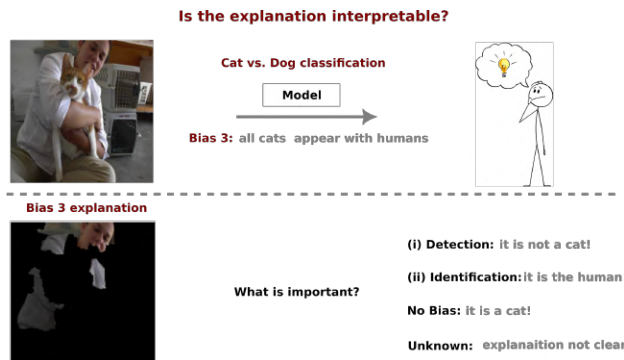 Is the explanation interpretable?
Cat vs. Dog classification
Model
Bias 3: all cats appear with humans
Bias 3 explanation
(i) Detection: it is not a cat!
(ii) Identification: it is the human
What is important?
No Bias: it is a cat!
Unknown: explanaition not clear